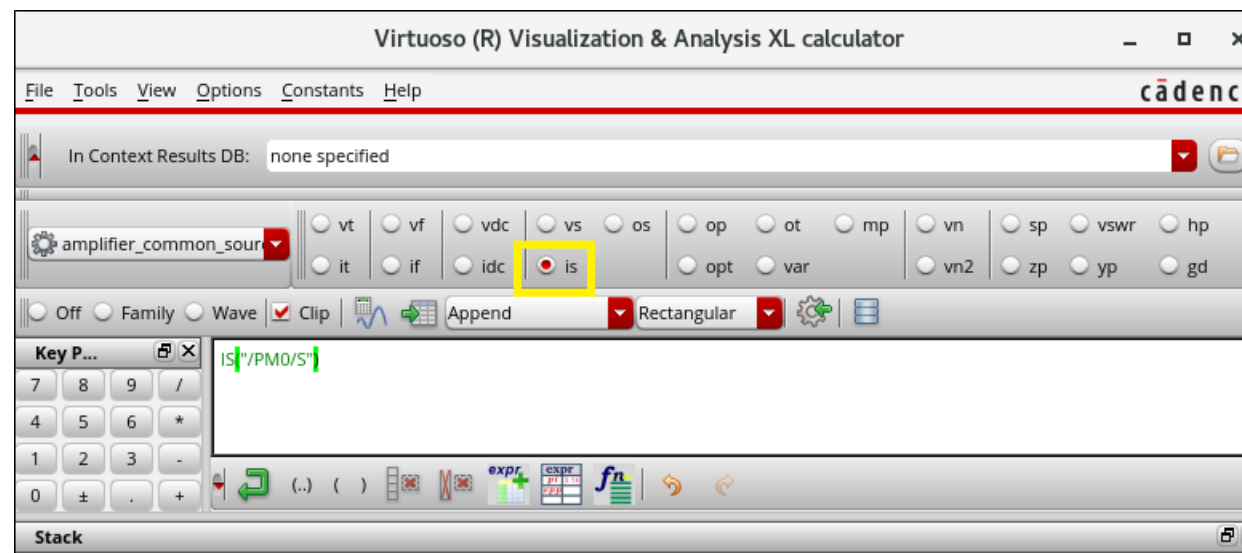 Virtuoso (R) Visualization & Analysis XL calculator
File Tools View Options Constants Help
cādenc
In Context Results DB: none specified
amplifier_common_sour
vt vf vdc vs os op ot mp vn sp vswr hp
it if idc is opt var vn2 zp yp gd
Off Family Wave Clip Append Rectangular
Key P...
IS("/PM0/S")
7 8 9 /
4 5 6 *
1 2 3 -
0 ± . +
(..) ( ) expr expr fn
Stack